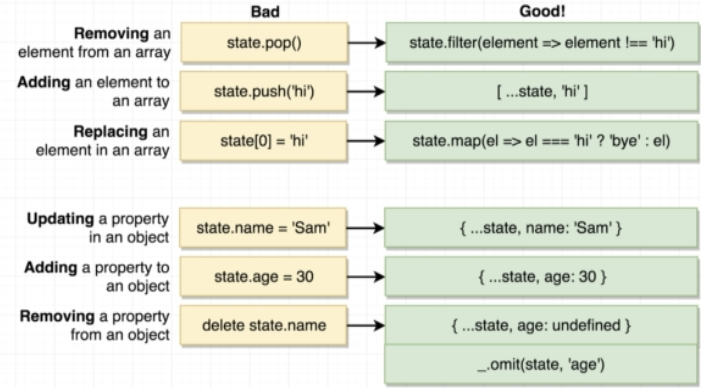 Bad Good!
Removing an
element from an array
state.pop() state.filter(element => element !== 'hi')
Adding an element to
an array
state.push('hi') [ ...state, 'hi' ]
Replacing an
element in an array
state[0] = 'hi' state.map(el => el === 'hi' ? 'bye' : el)
Updating a property
in an object
state.name = 'Sam' { ...state, name: 'Sam' }
Adding a property to
an object
state.age = 30 { ...state, age: 30 }
Removing a property
from an object
delete state.name { ...state, age: undefined }
_.omit(state, 'age')